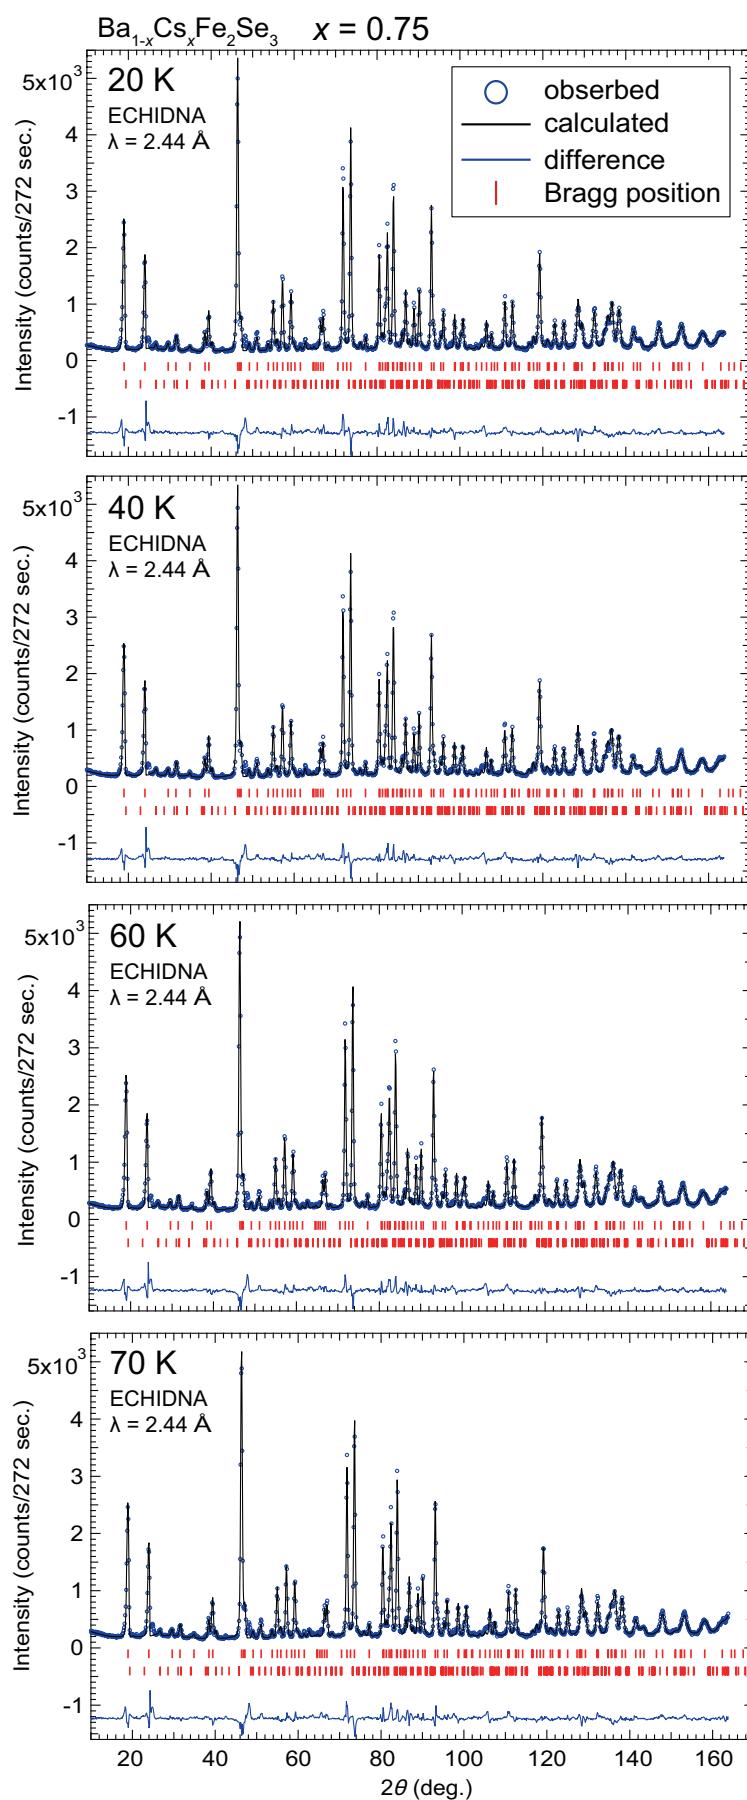 Ba1-xCsxFe2Se3 x = 0.75
20 K
ECHIDNA
λ = 2.44 Å
obserbed
calculated
difference
Bragg position
5x10³
4
3
2
1
0
-1
Intensity (counts/272 sec.)
40 K
ECHIDNA
λ = 2.44 Å
5x10³
4
3
2
1
0
-1
Intensity (counts/272 sec.)
60 K
ECHIDNA
λ = 2.44 Å
5x10³
4
3
2
1
0
-1
Intensity (counts/272 sec.)
70 K
ECHIDNA
λ = 2.44 Å
5x10³
4
3
2
1
0
-1
Intensity (counts/272 sec.)
20 40 60 80 100 120 140 160
2θ (deg.)